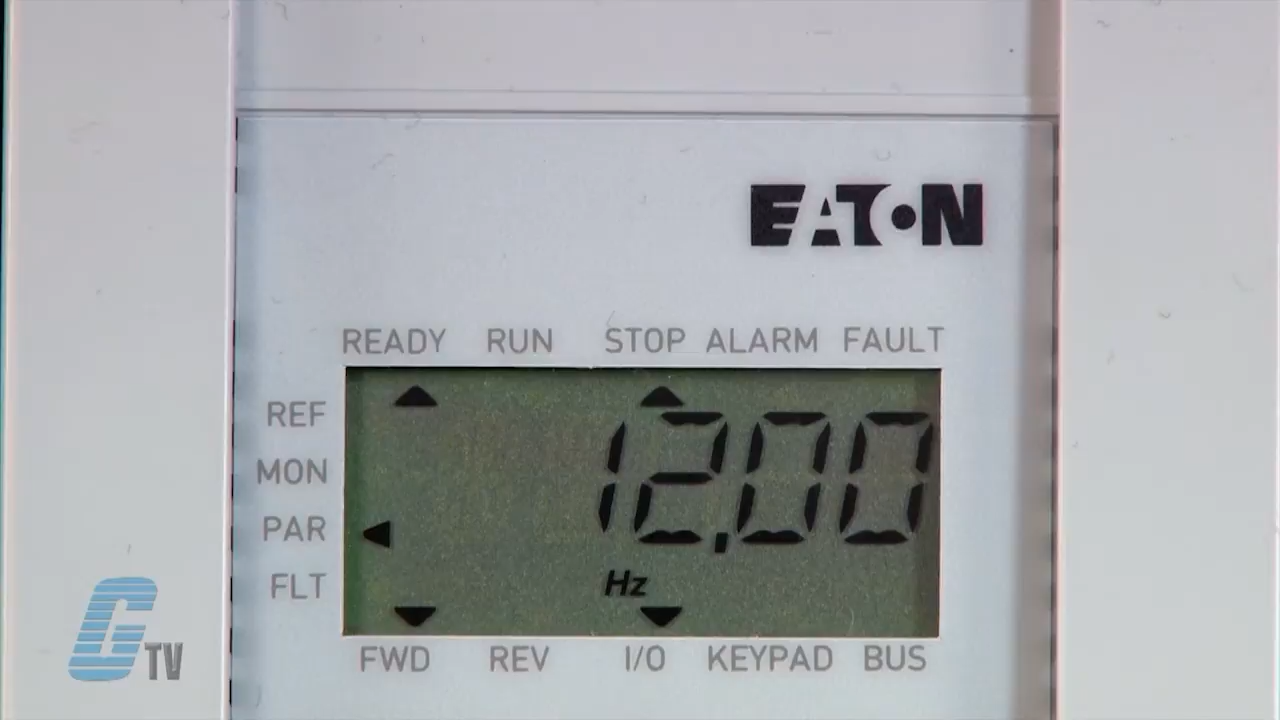 EATON
READY RUN STOP ALARM FAULT
REF
MON
PAR
FLT
12.00
Hz
FWD REV I/O KEYPAD BUS
G TV